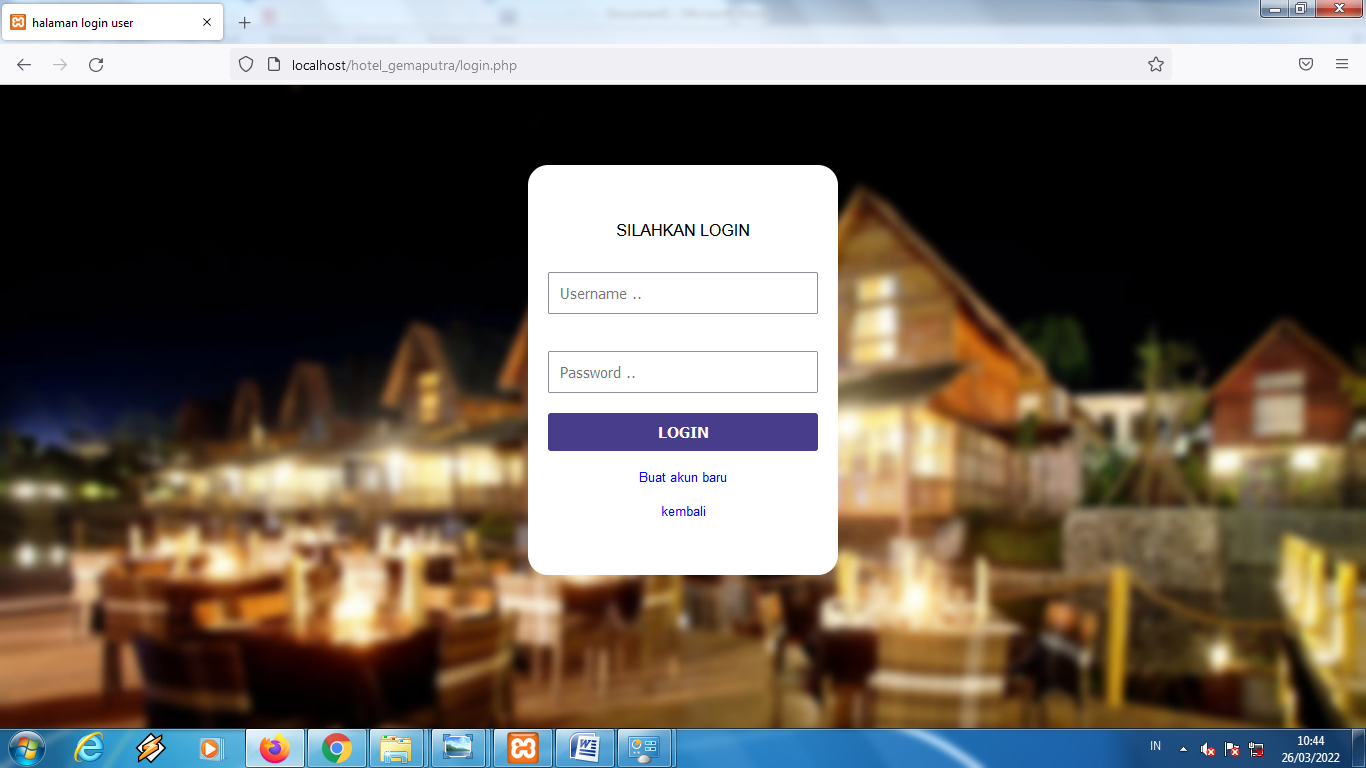 halaman login user
localhost/hotel_gemaputra/login.php
SILAHKAN LOGIN
Username ..
Password ..
LOGIN
Buat akun baru
kembali
IN
10:44
26/03/2022